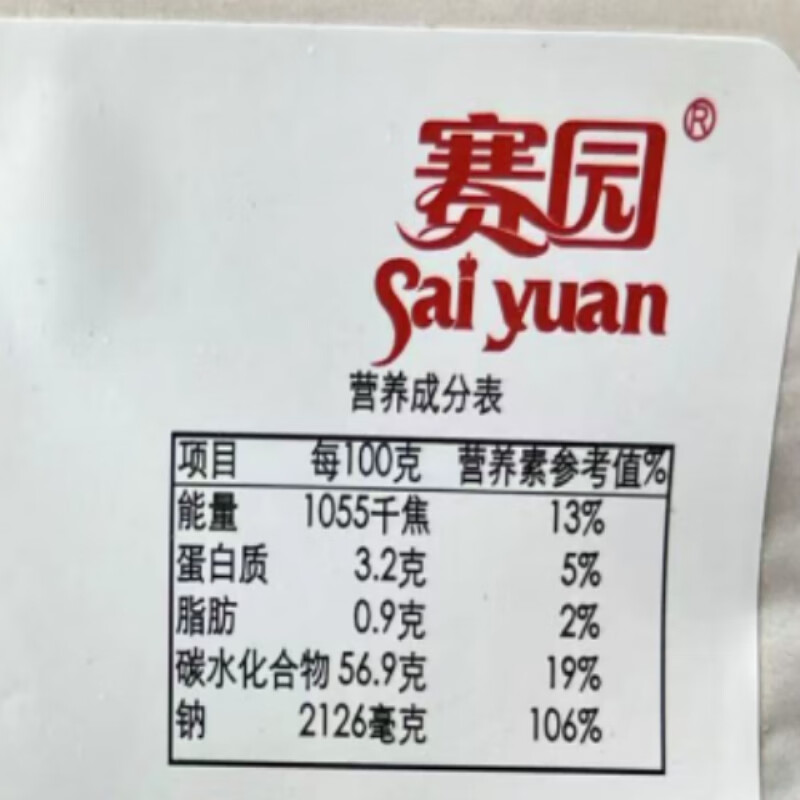 赛园®
Sai yuan
营养成分表
项目 每100克 营养素参考值%
能量 1055千焦 13%
蛋白质 3.2克 5%
脂肪 0.9克 2%
碳水化合物 56.9克 19%
钠 2126毫克 106%